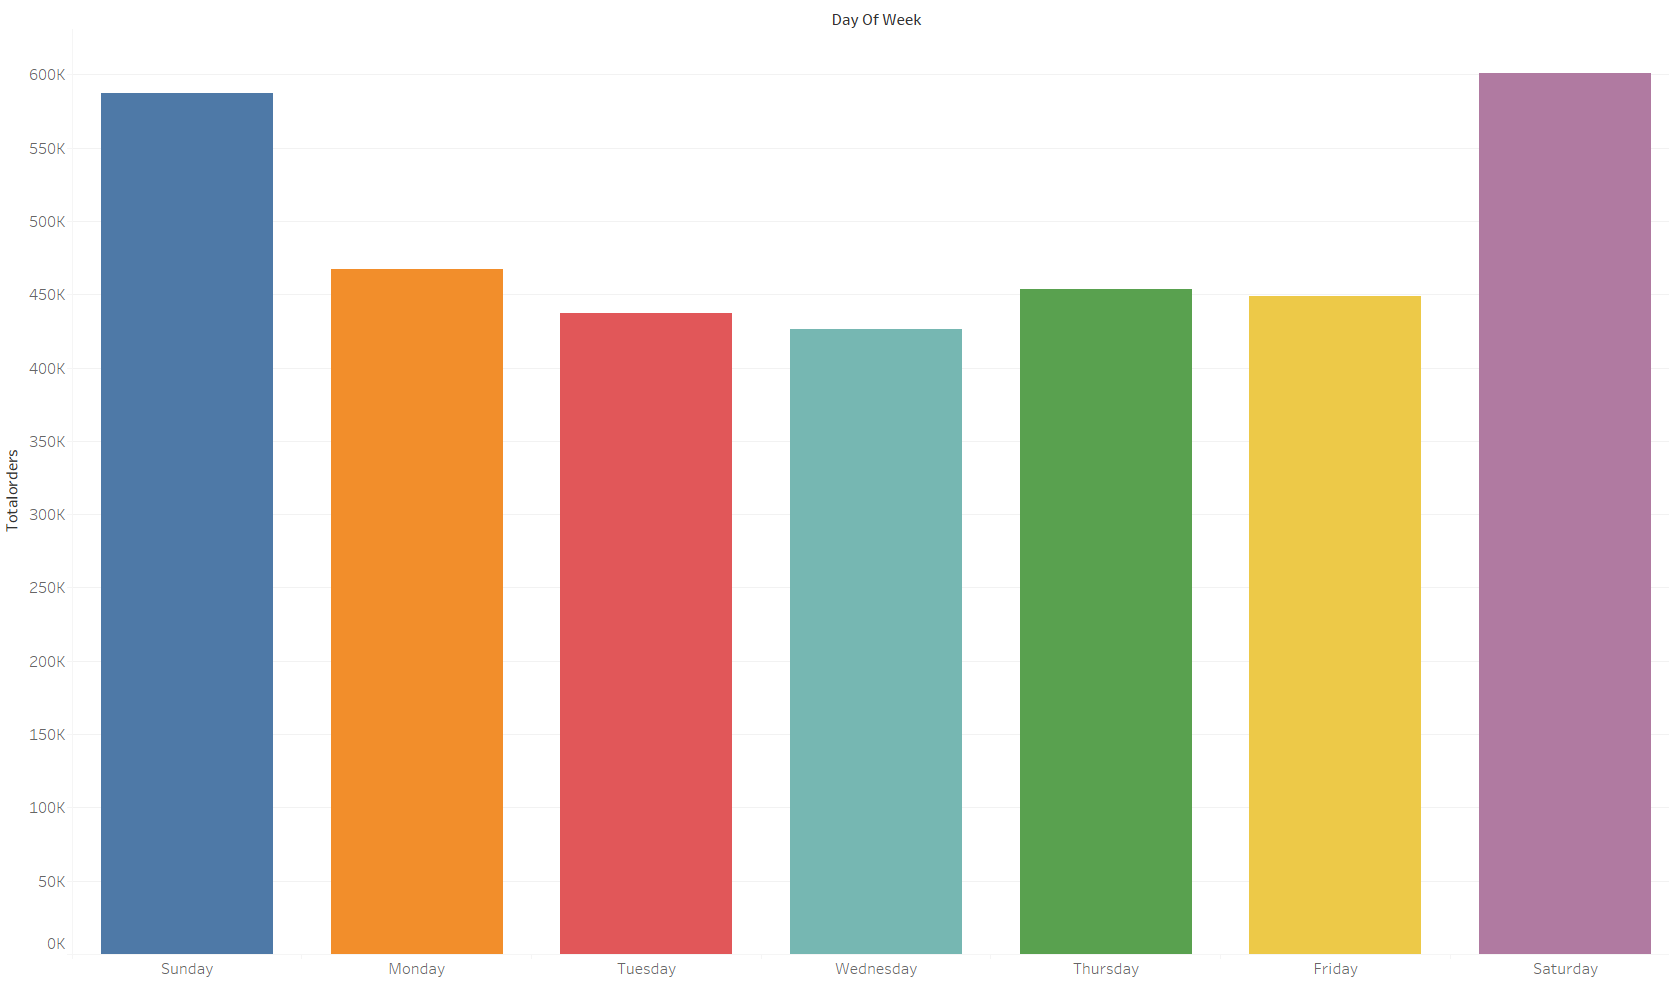 Day Of Week
Totalorders
600K
550K
500K
450K
400K
350K
300K
250K
200K
150K
100K
50K
0K
Sunday Monday Tuesday Wednesday Thursday Friday Saturday